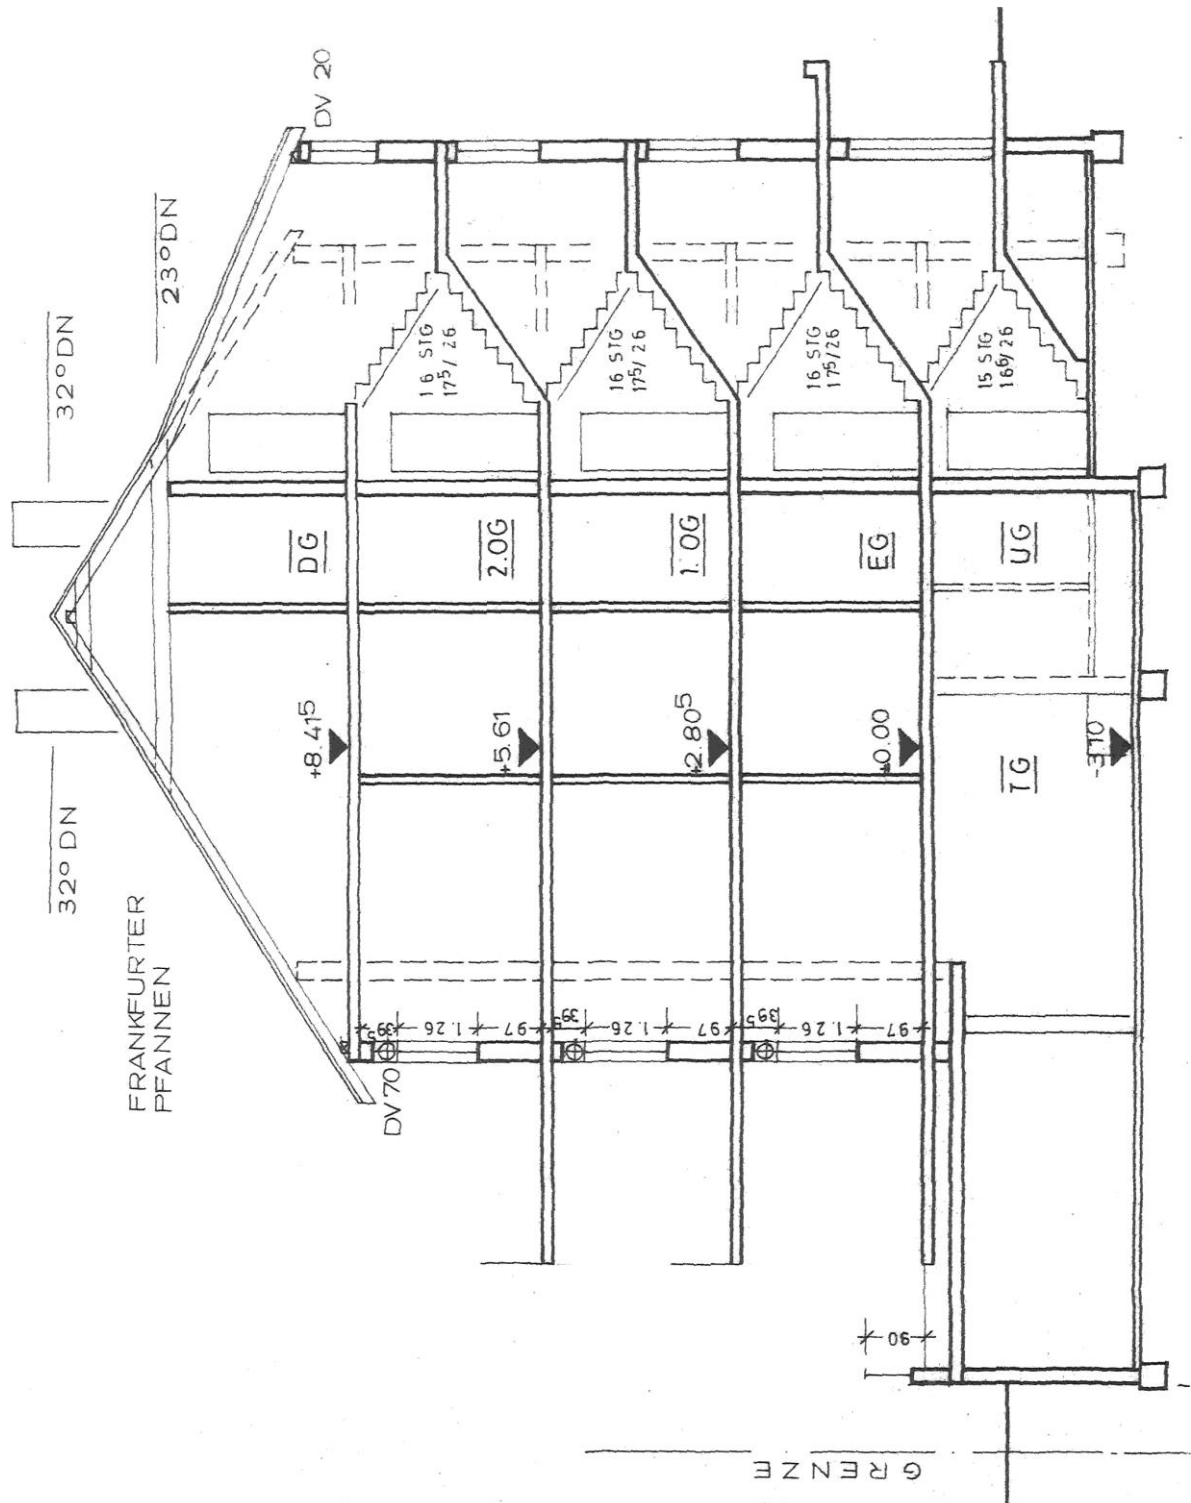 FRANKFURTER
PFANNEN
32° DN
32° DN
23° DN
DV 20
DV 70
DG
2.OG
1.OG
EG
UG
TG
+8.41⁵
+5.61
+2.80⁵
±0.00
-3.10
16 STG
17⁵/26
16 STG
17⁵/26
16 STG
17⁵/26
15 STG
16⁶/26
39⁵
1.26
97
39⁵
1.26
97
39⁵
1.26
97
90
GRENZE